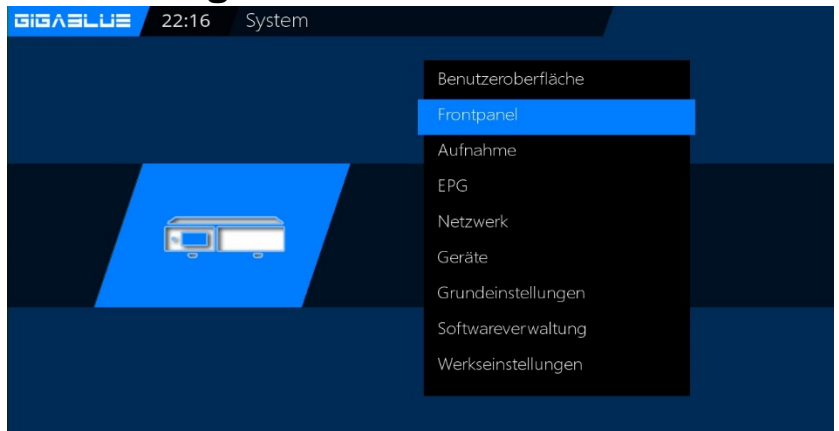 GIGABLUE 22:16 System
Benutzeroberfläche
Frontpanel
Aufnahme
EPG
Netzwerk
Geräte
Grundeinstellungen
Softwareverwaltung
Werkseinstellungen